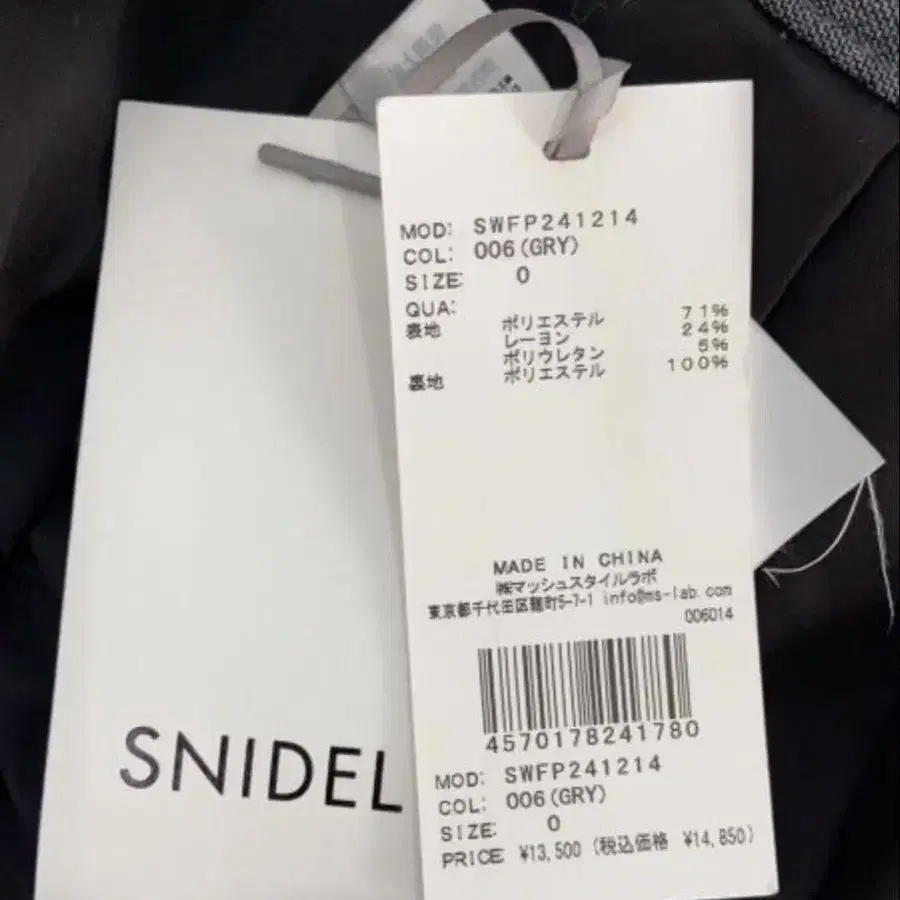 MOD: SWFP241214
COL: 006(GRY)
SIZE: 0
QUA:
表地 ポリエステル 71%
レーヨン 24%
ポリウレタン 5%
裏地 ポリエステル 100%
MADE IN CHINA
㈱マッシュスタイルラボ
東京都千代田区麹町5-7-1 info@ms-lab.com
006014
4570178241780
MOD: SWFP241214
COL: 006(GRY)
SIZE: 0
PRICE ¥13,500 (税込価格 ¥14,850)
SNIDEL